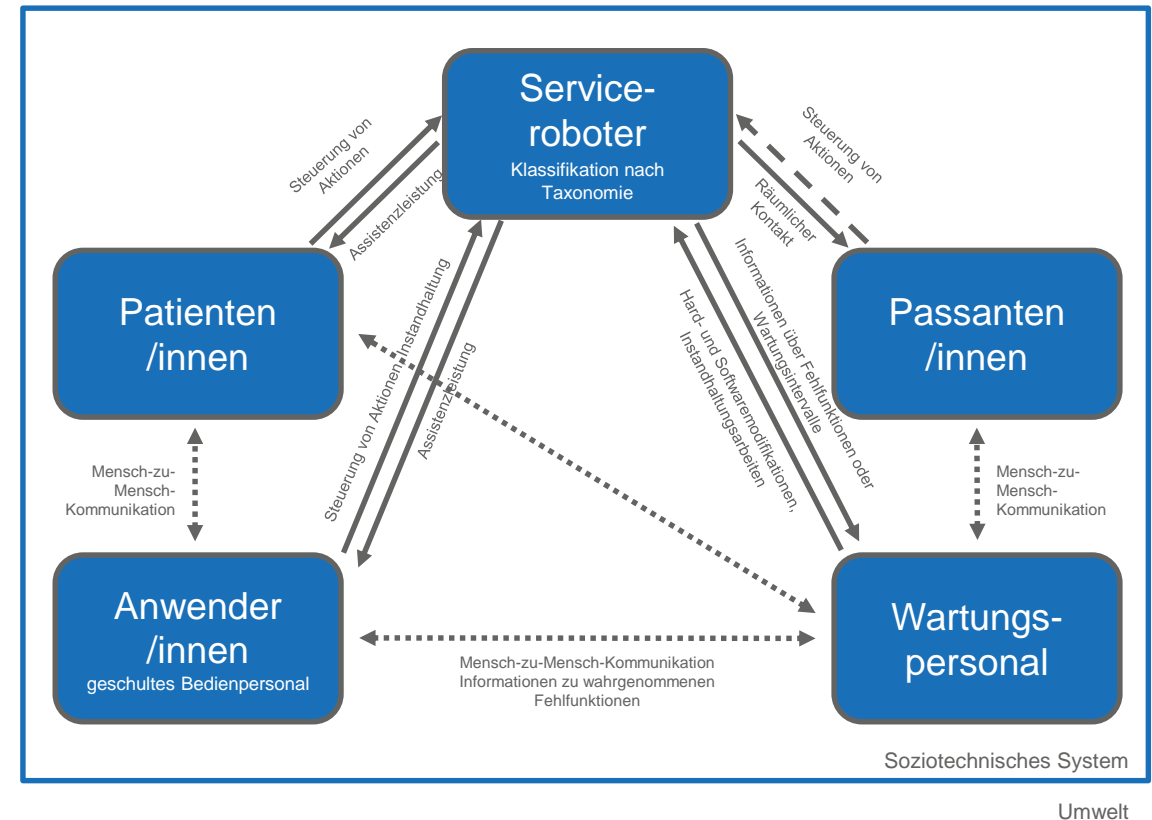 Service-
roboter
Klassifikation nach
Taxonomie
Steuerung von
Aktionen
Assistenzleistung
Steuerung von
Aktionen
Räumlicher
Kontakt
Patienten
/innen
Passanten
/innen
Steuerung von Aktionen, Instandhaltung
Assistenzleistung
Hard- und Softwaremodifikationen,
Instandhaltungsarbeiten
Informationen über Fehlfunktionen oder
Wartungsintervalle
Mensch-zu-
Mensch-
Kommunikation
Mensch-zu-
Mensch-
Kommunikation
Anwender
/innen
geschultes Bedienpersonal
Wartungs-
personal
Mensch-zu-Mensch-Kommunikation
Informationen zu wahrgenommenen
Fehlfunktionen
Soziotechnisches System
Umwelt